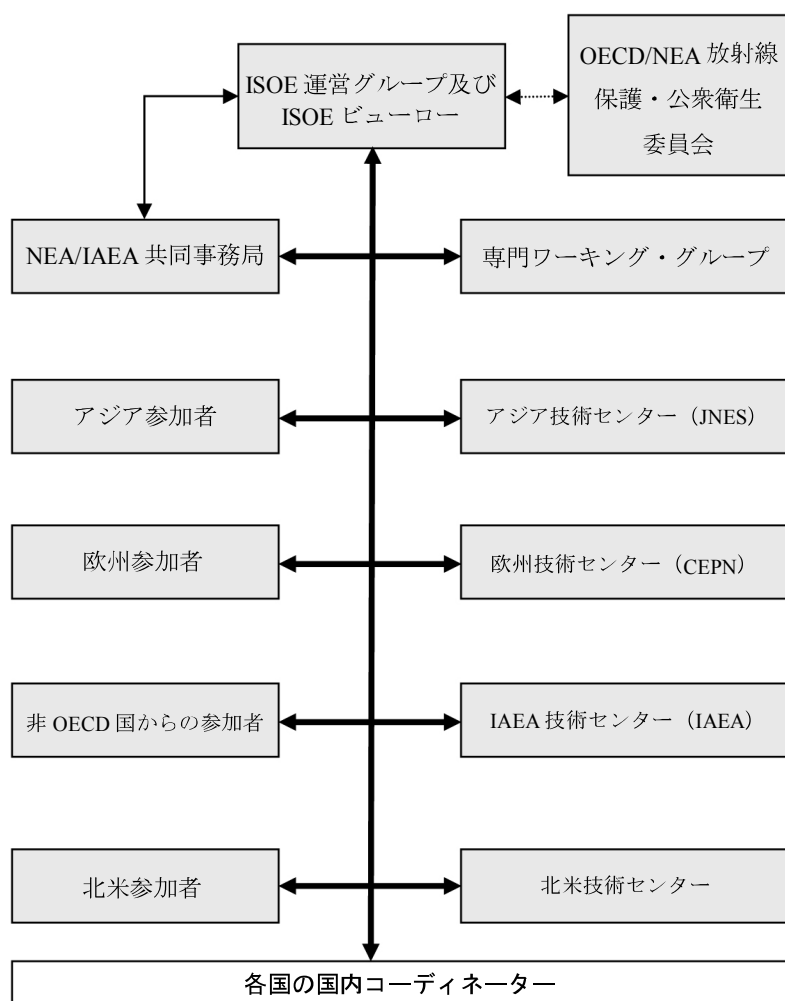 ISOE 運営グループ及び
ISOE ビューロー
OECD/NEA 放射線
保護・公衆衛生
委員会
NEA/IAEA 共同事務局
専門ワーキング・グループ
アジア参加者
アジア技術センター（JNES）
欧州参加者
欧州技術センター（CEPN）
非 OECD 国からの参加者
IAEA 技術センター（IAEA）
北米参加者
北米技術センター
各国の国内コーディネーター